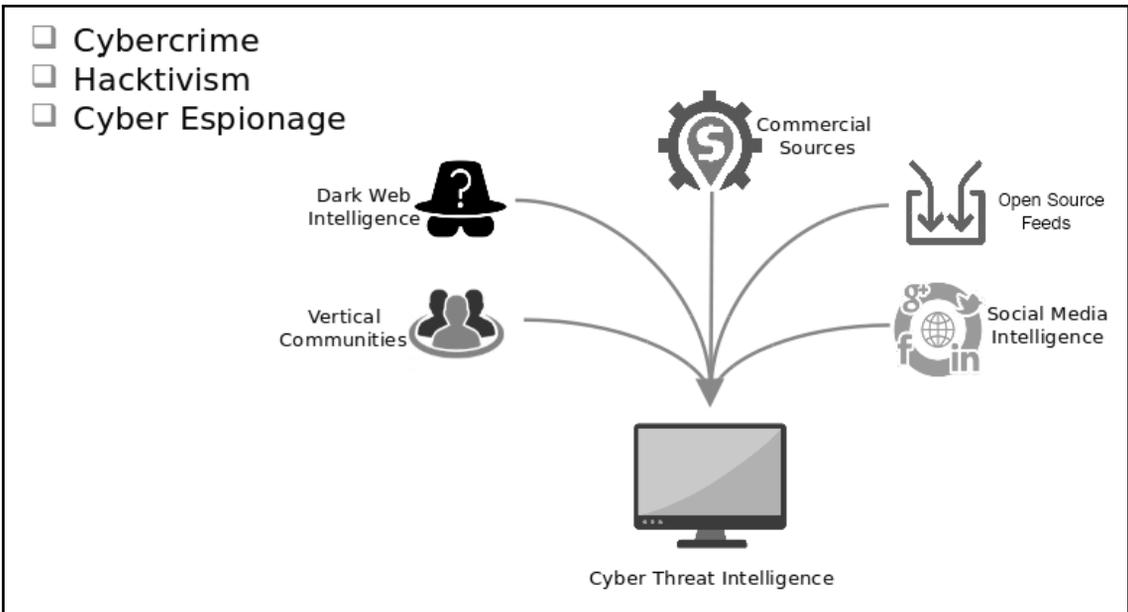 Cybercrime
Hacktivism
Cyber Espionage
Commercial
Sources
Dark Web
Intelligence
Open Source
Feeds
Vertical
Communities
Social Media
Intelligence
Cyber Threat Intelligence
?
S
g+
f
in